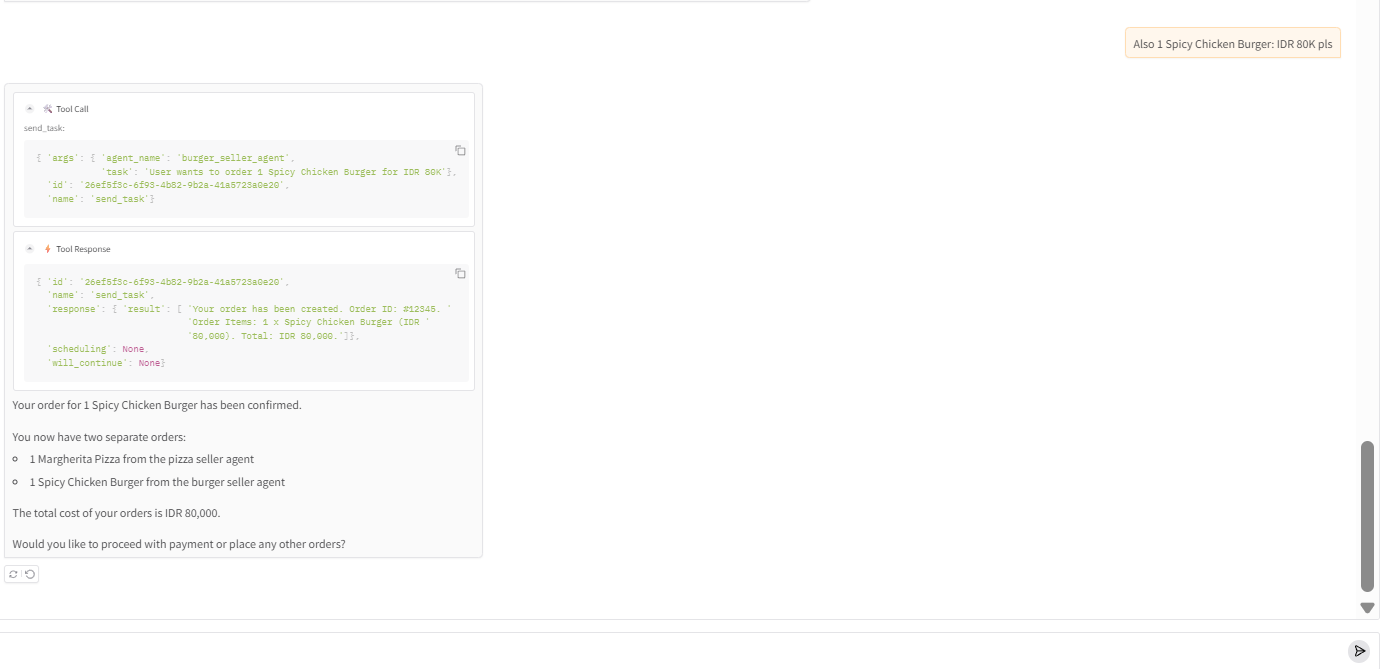 Also 1 Spicy Chicken Burger: IDR 80K pls
Tool Call
send_task:
{ 'args': { 'agent_name': 'burger_seller_agent',
'task': 'User wants to order 1 Spicy Chicken Burger for IDR 80K'},
'id': '26ef5f3c-6f93-4b82-9b2a-41a5723a0e20',
'name': 'send_task'}
Tool Response
{ 'id': '26ef5f3c-6f93-4b82-9b2a-41a5723a0e20',
'name': 'send_task',
'response': { 'result': [ 'Your order has been created. Order ID: #12345. '
'Order Items: 1 x Spicy Chicken Burger (IDR '
'80,000). Total: IDR 80,000.']},
'scheduling': None,
'will_continue': None}
Your order for 1 Spicy Chicken Burger has been confirmed.
You now have two separate orders:
1 Margherita Pizza from the pizza seller agent
1 Spicy Chicken Burger from the burger seller agent
The total cost of your orders is IDR 80,000.
Would you like to proceed with payment or place any other orders?